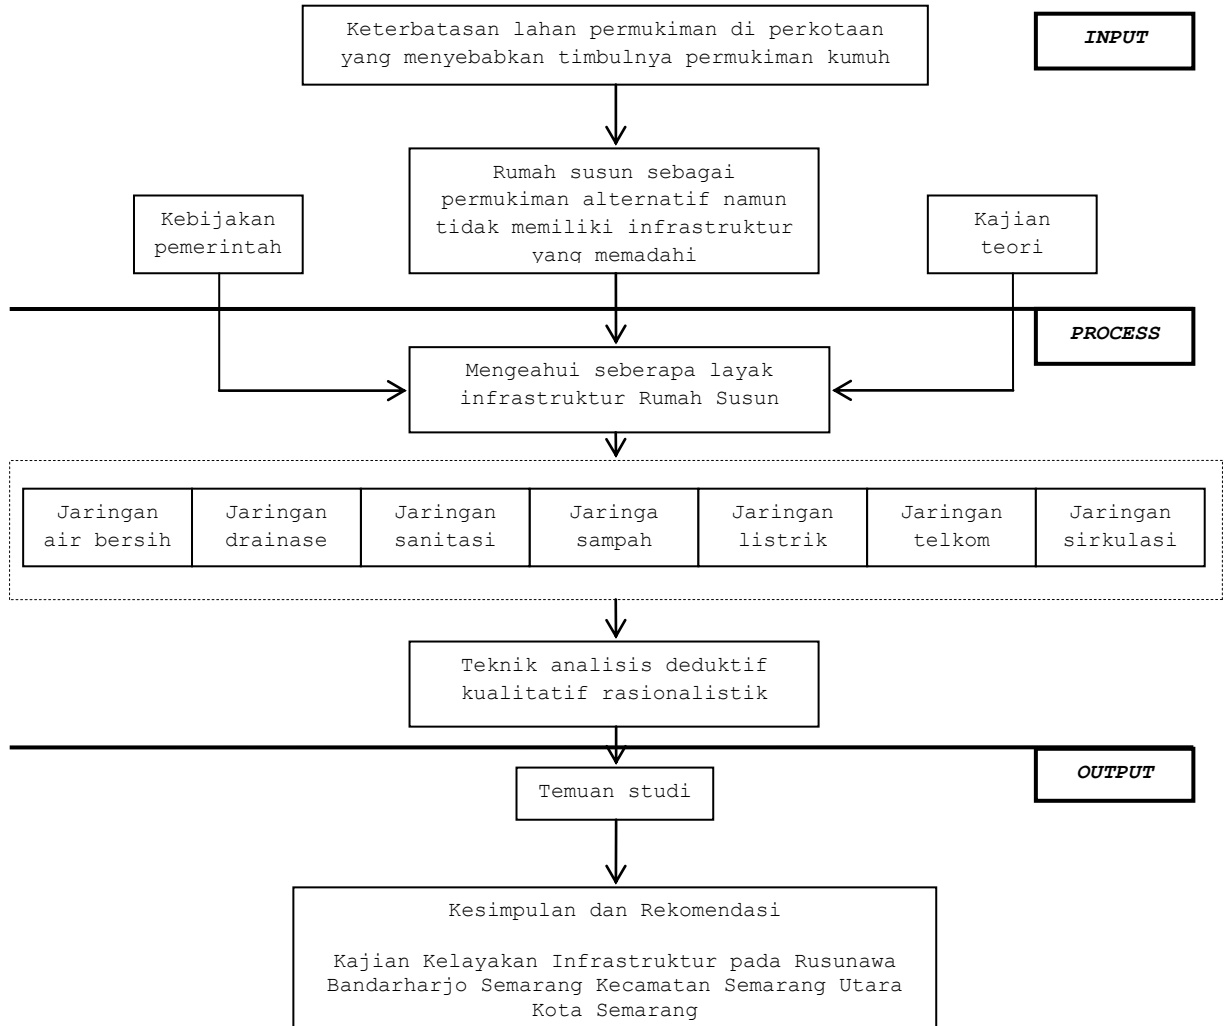 Keterbatasan lahan permukiman di perkotaan
yang menyebabkan timbulnya permukiman kumuh
INPUT
Rumah susun sebagai
permukiman alternatif namun
tidak memiliki infrastruktur
yang memadahi
Kebijakan
pemerintah
Kajian
teori
PROCESS
Mengeahui seberapa layak
infrastruktur Rumah Susun
Jaringan
air bersih
Jaringan
drainase
Jaringan
sanitasi
Jaringa
sampah
Jaringan
listrik
Jaringan
telkom
Jaringan
sirkulasi
Teknik analisis deduktif
kualitatif rasionalistik
OUTPUT
Temuan studi
Kesimpulan dan Rekomendasi
Kajian Kelayakan Infrastruktur pada Rusunawa
Bandarharjo Semarang Kecamatan Semarang Utara
Kota Semarang